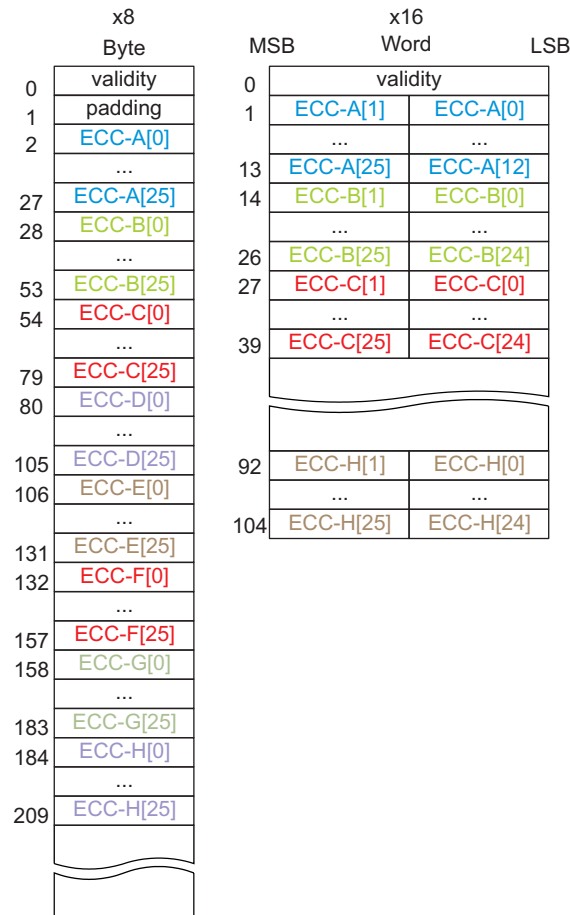 x8
Byte
0 validity
1 padding
2 ECC-A[0]
...
27 ECC-A[25]
28 ECC-B[0]
...
53 ECC-B[25]
54 ECC-C[0]
...
79 ECC-C[25]
80 ECC-D[0]
...
105 ECC-D[25]
106 ECC-E[0]
...
131 ECC-E[25]
132 ECC-F[0]
...
157 ECC-F[25]
158 ECC-G[0]
...
183 ECC-G[25]
184 ECC-H[0]
...
209 ECC-H[25]
x16
MSB Word LSB
0 validity
1 ECC-A[1] ECC-A[0]
... ...
13 ECC-A[25] ECC-A[12]
14 ECC-B[1] ECC-B[0]
... ...
26 ECC-B[25] ECC-B[24]
27 ECC-C[1] ECC-C[0]
... ...
39 ECC-C[25] ECC-C[24]
92 ECC-H[1] ECC-H[0]
... ...
104 ECC-H[25] ECC-H[24]